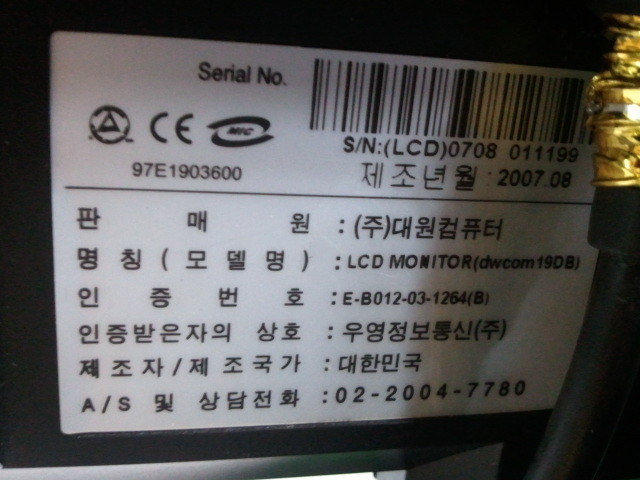 Serial No.
S/N:(LCD)0708 011199
CE MIC
97E1903600
제조년월 : 2007.08
판매원 : (주)대원컴퓨터
명칭(모델명) : LCD MONITOR(dwcom19DB)
인증번호 : E-B012-03-1264(B)
인증받은자의 상호 : 우영정보통신(주)
제조자/제조국가 : 대한민국
A/S 및 상담전화 : 02-2004-7780